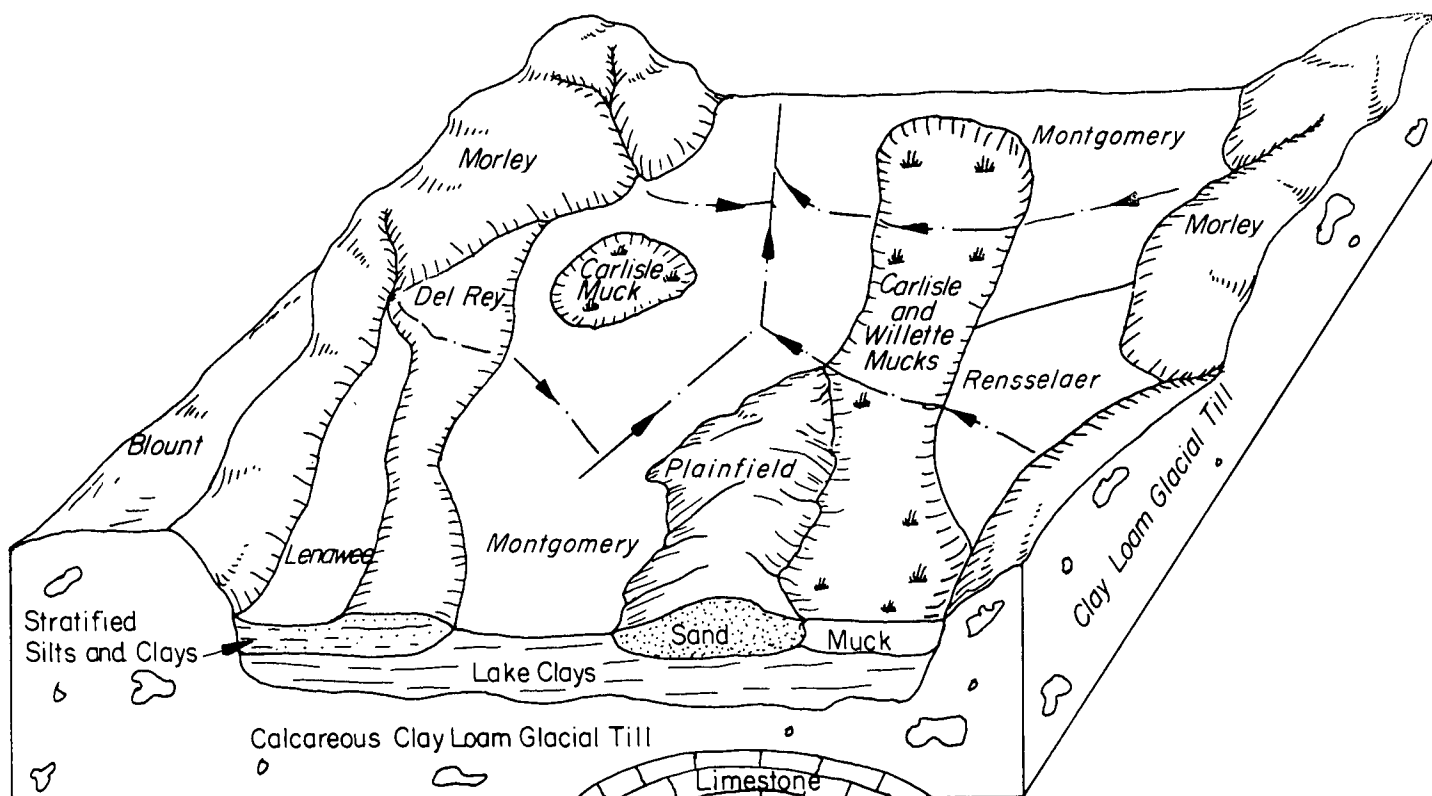 Morley
Montgomery
Morley
Del Rey
Carlisle
Muck
Carlisle
and
Willette
Mucks
Rensselaer
Blount
Plainfield
Lenawee
Montgomery
Clay Loam Glacial Till
Stratified
Silts and Clays
Sand
Muck
Lake Clays
Calcareous Clay Loam Glacial Till
Limestone